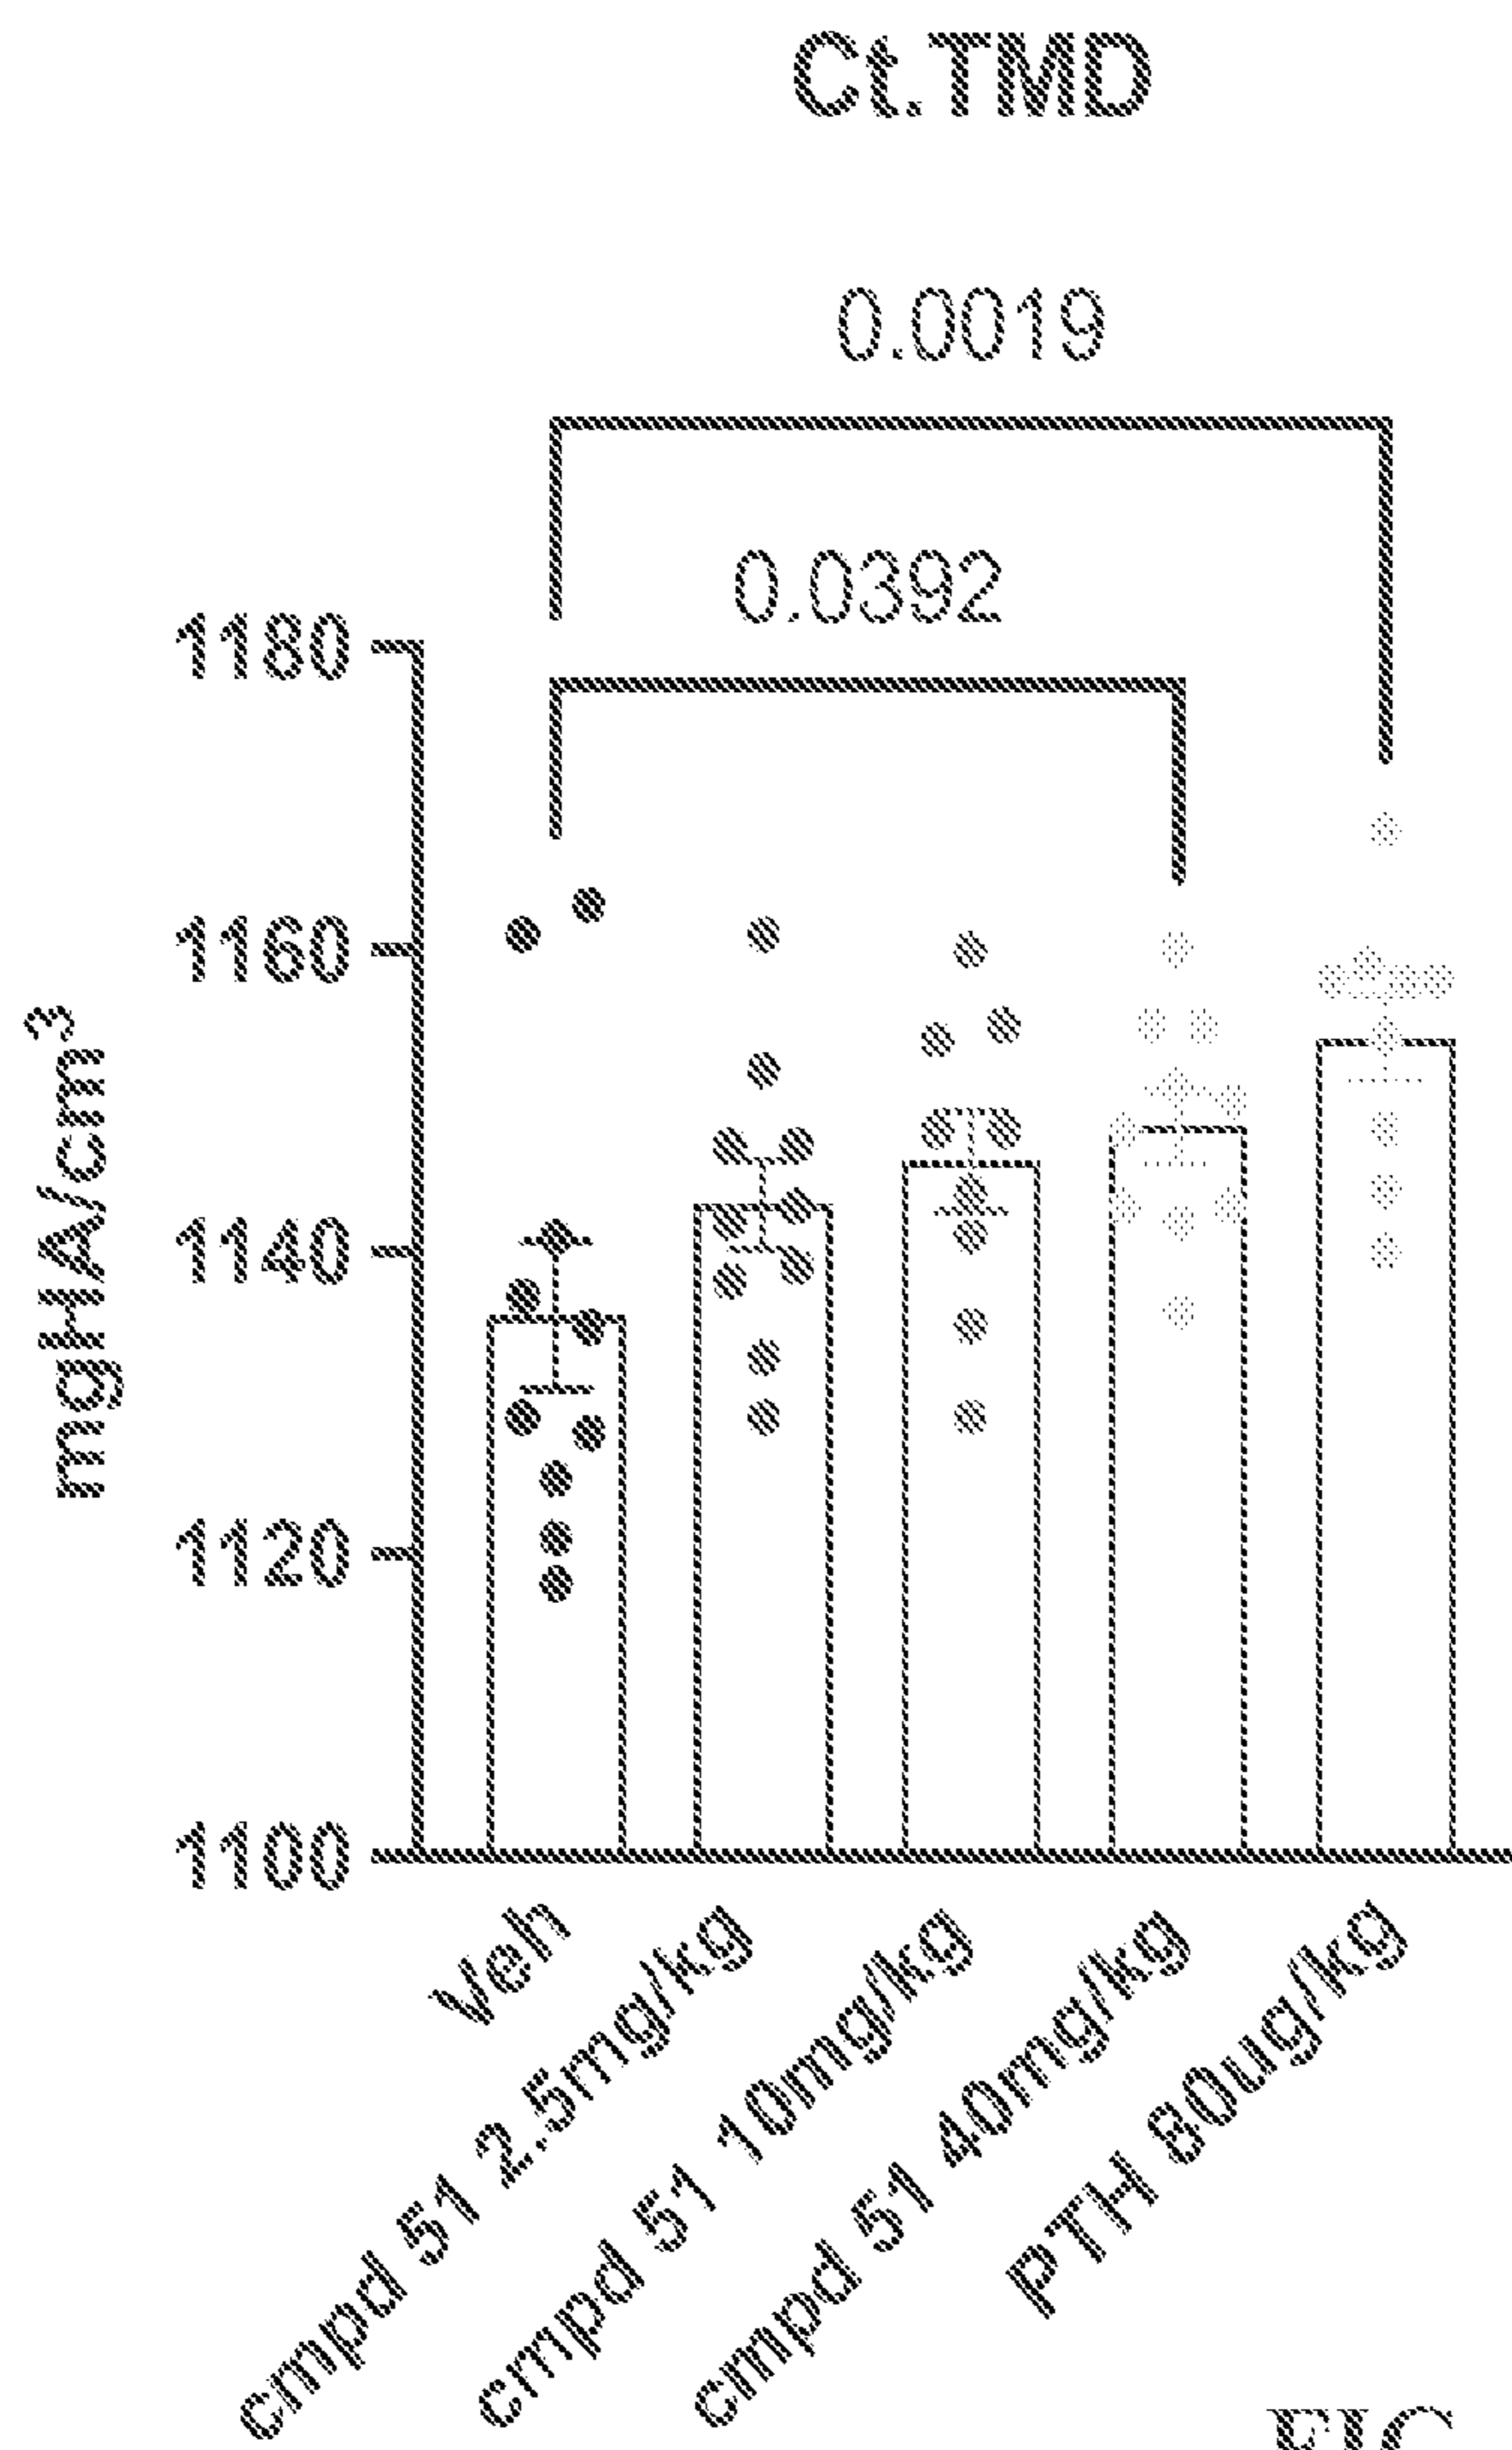 Ct.TMD
0.0019
0.0392
1180
1160
1140
1120
1100
mgHA/cm³
Veh
cmpd 51 2.5mg/kg
cmpd 51 10mg/kg
cmpd 51 40mg/kg
PTH 80ug/kg